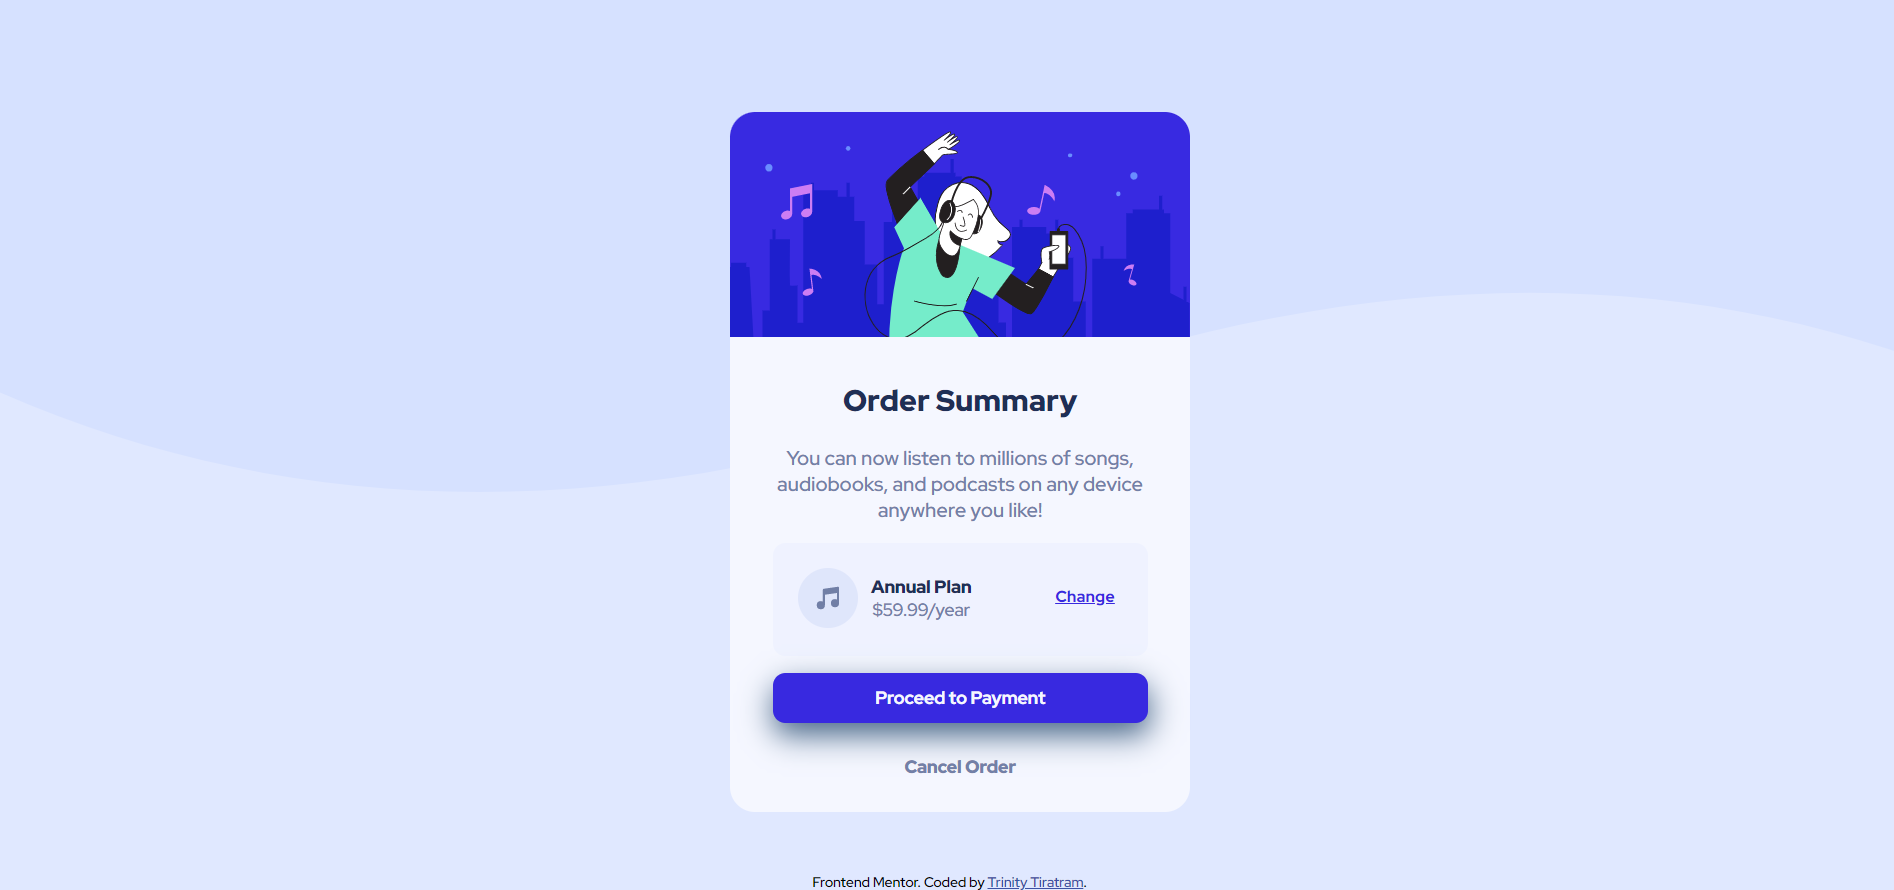 Order Summary
You can now listen to millions of songs,
audiobooks, and podcasts on any device
anywhere you like!
Annual Plan
$59.99/year
Change
Proceed to Payment
Cancel Order
Frontend Mentor. Coded by Trinity Tiratram.